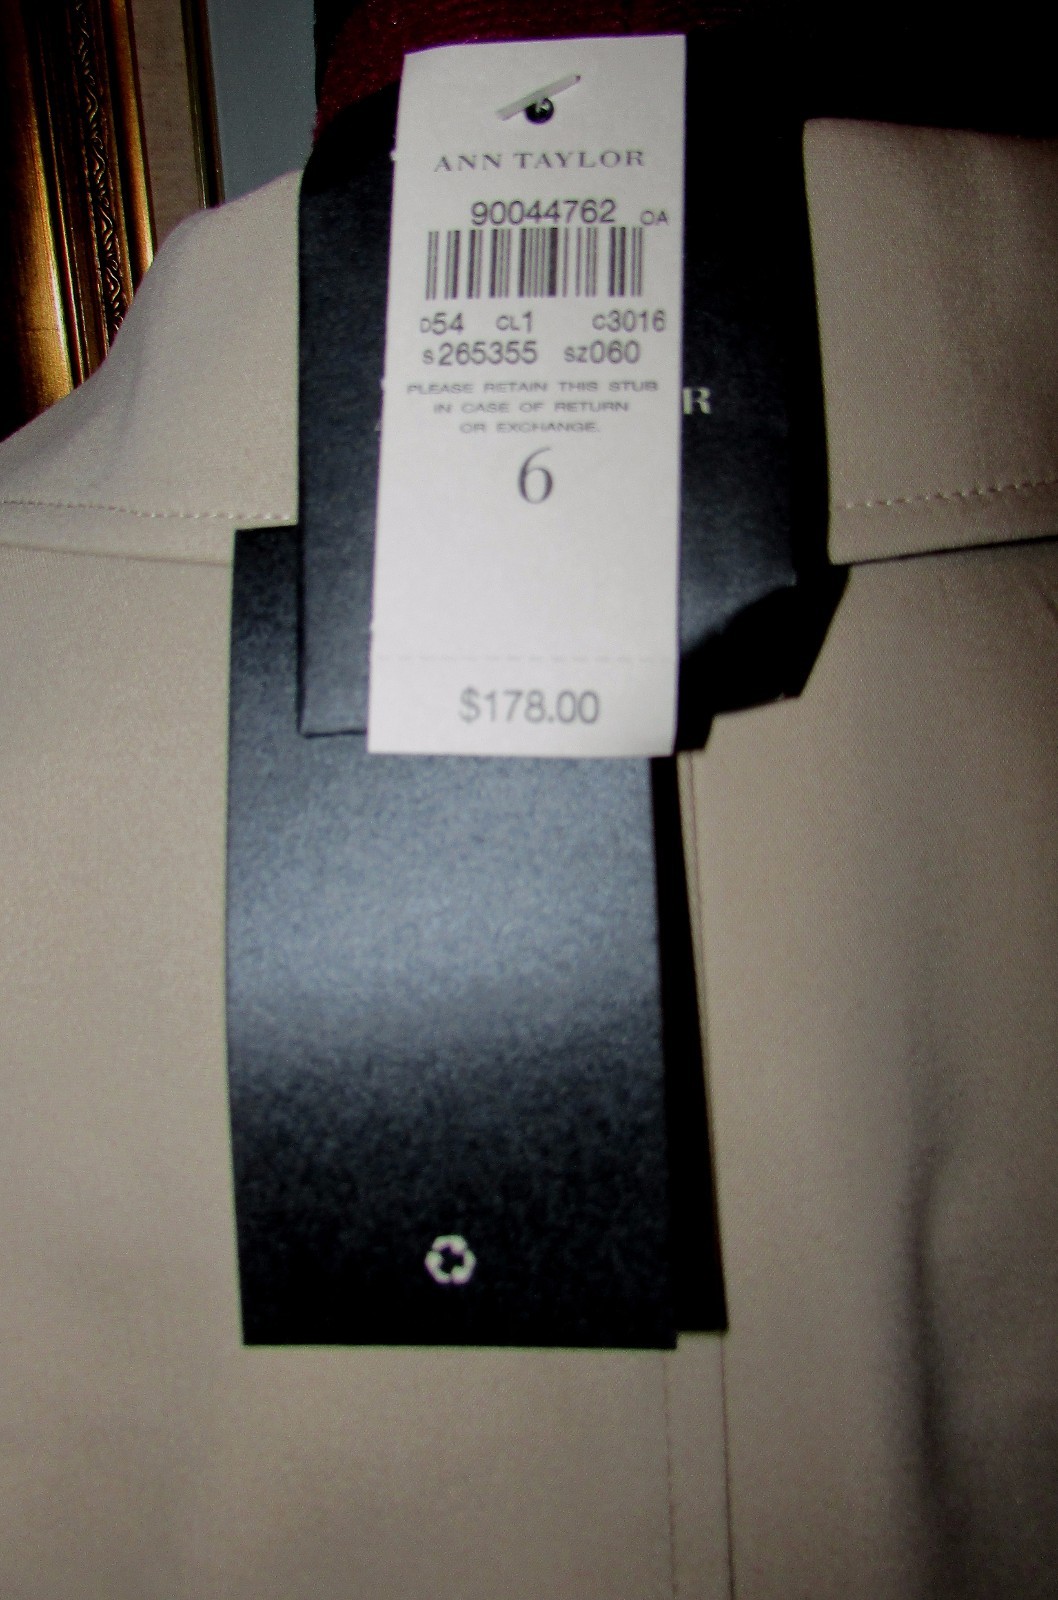 ANN TAYLOR
90044762 OA
D54 CL1 C3016
S265355 SZ060
PLEASE RETAIN THIS STUB
IN CASE OF RETURN
OR EXCHANGE.
R
6
$178.00